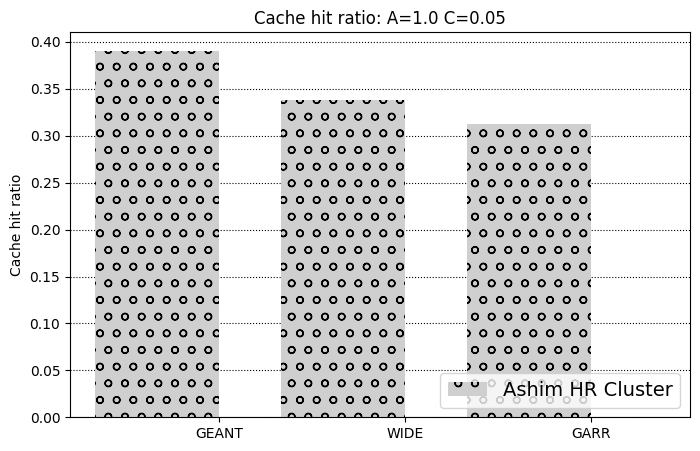 Cache hit ratio: A=1.0 C=0.05
0.40
0.35
0.30
0.25
0.20
0.15
0.10
0.05
0.00
Cache hit ratio
Ashim HR Cluster
GEANT
WIDE
GARR